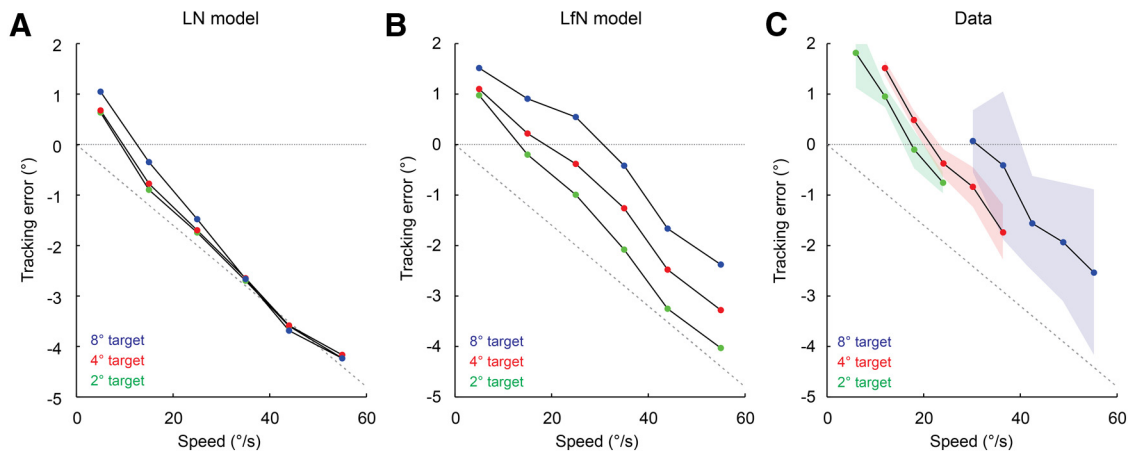 A
LN model
2
1
0
-1
-2
-3
-4
-5
Tracking error (°)
8° target
4° target
2° target
0
20
40
60
Speed (°/s)
B
LfN model
2
1
0
-1
-2
-3
-4
-5
Tracking error (°)
8° target
4° target
2° target
0
20
40
60
Speed (°/s)
C
Data
2
1
0
-1
-2
-3
-4
-5
Tracking error (°)
8° target
4° target
2° target
0
20
40
60
Speed (°/s)